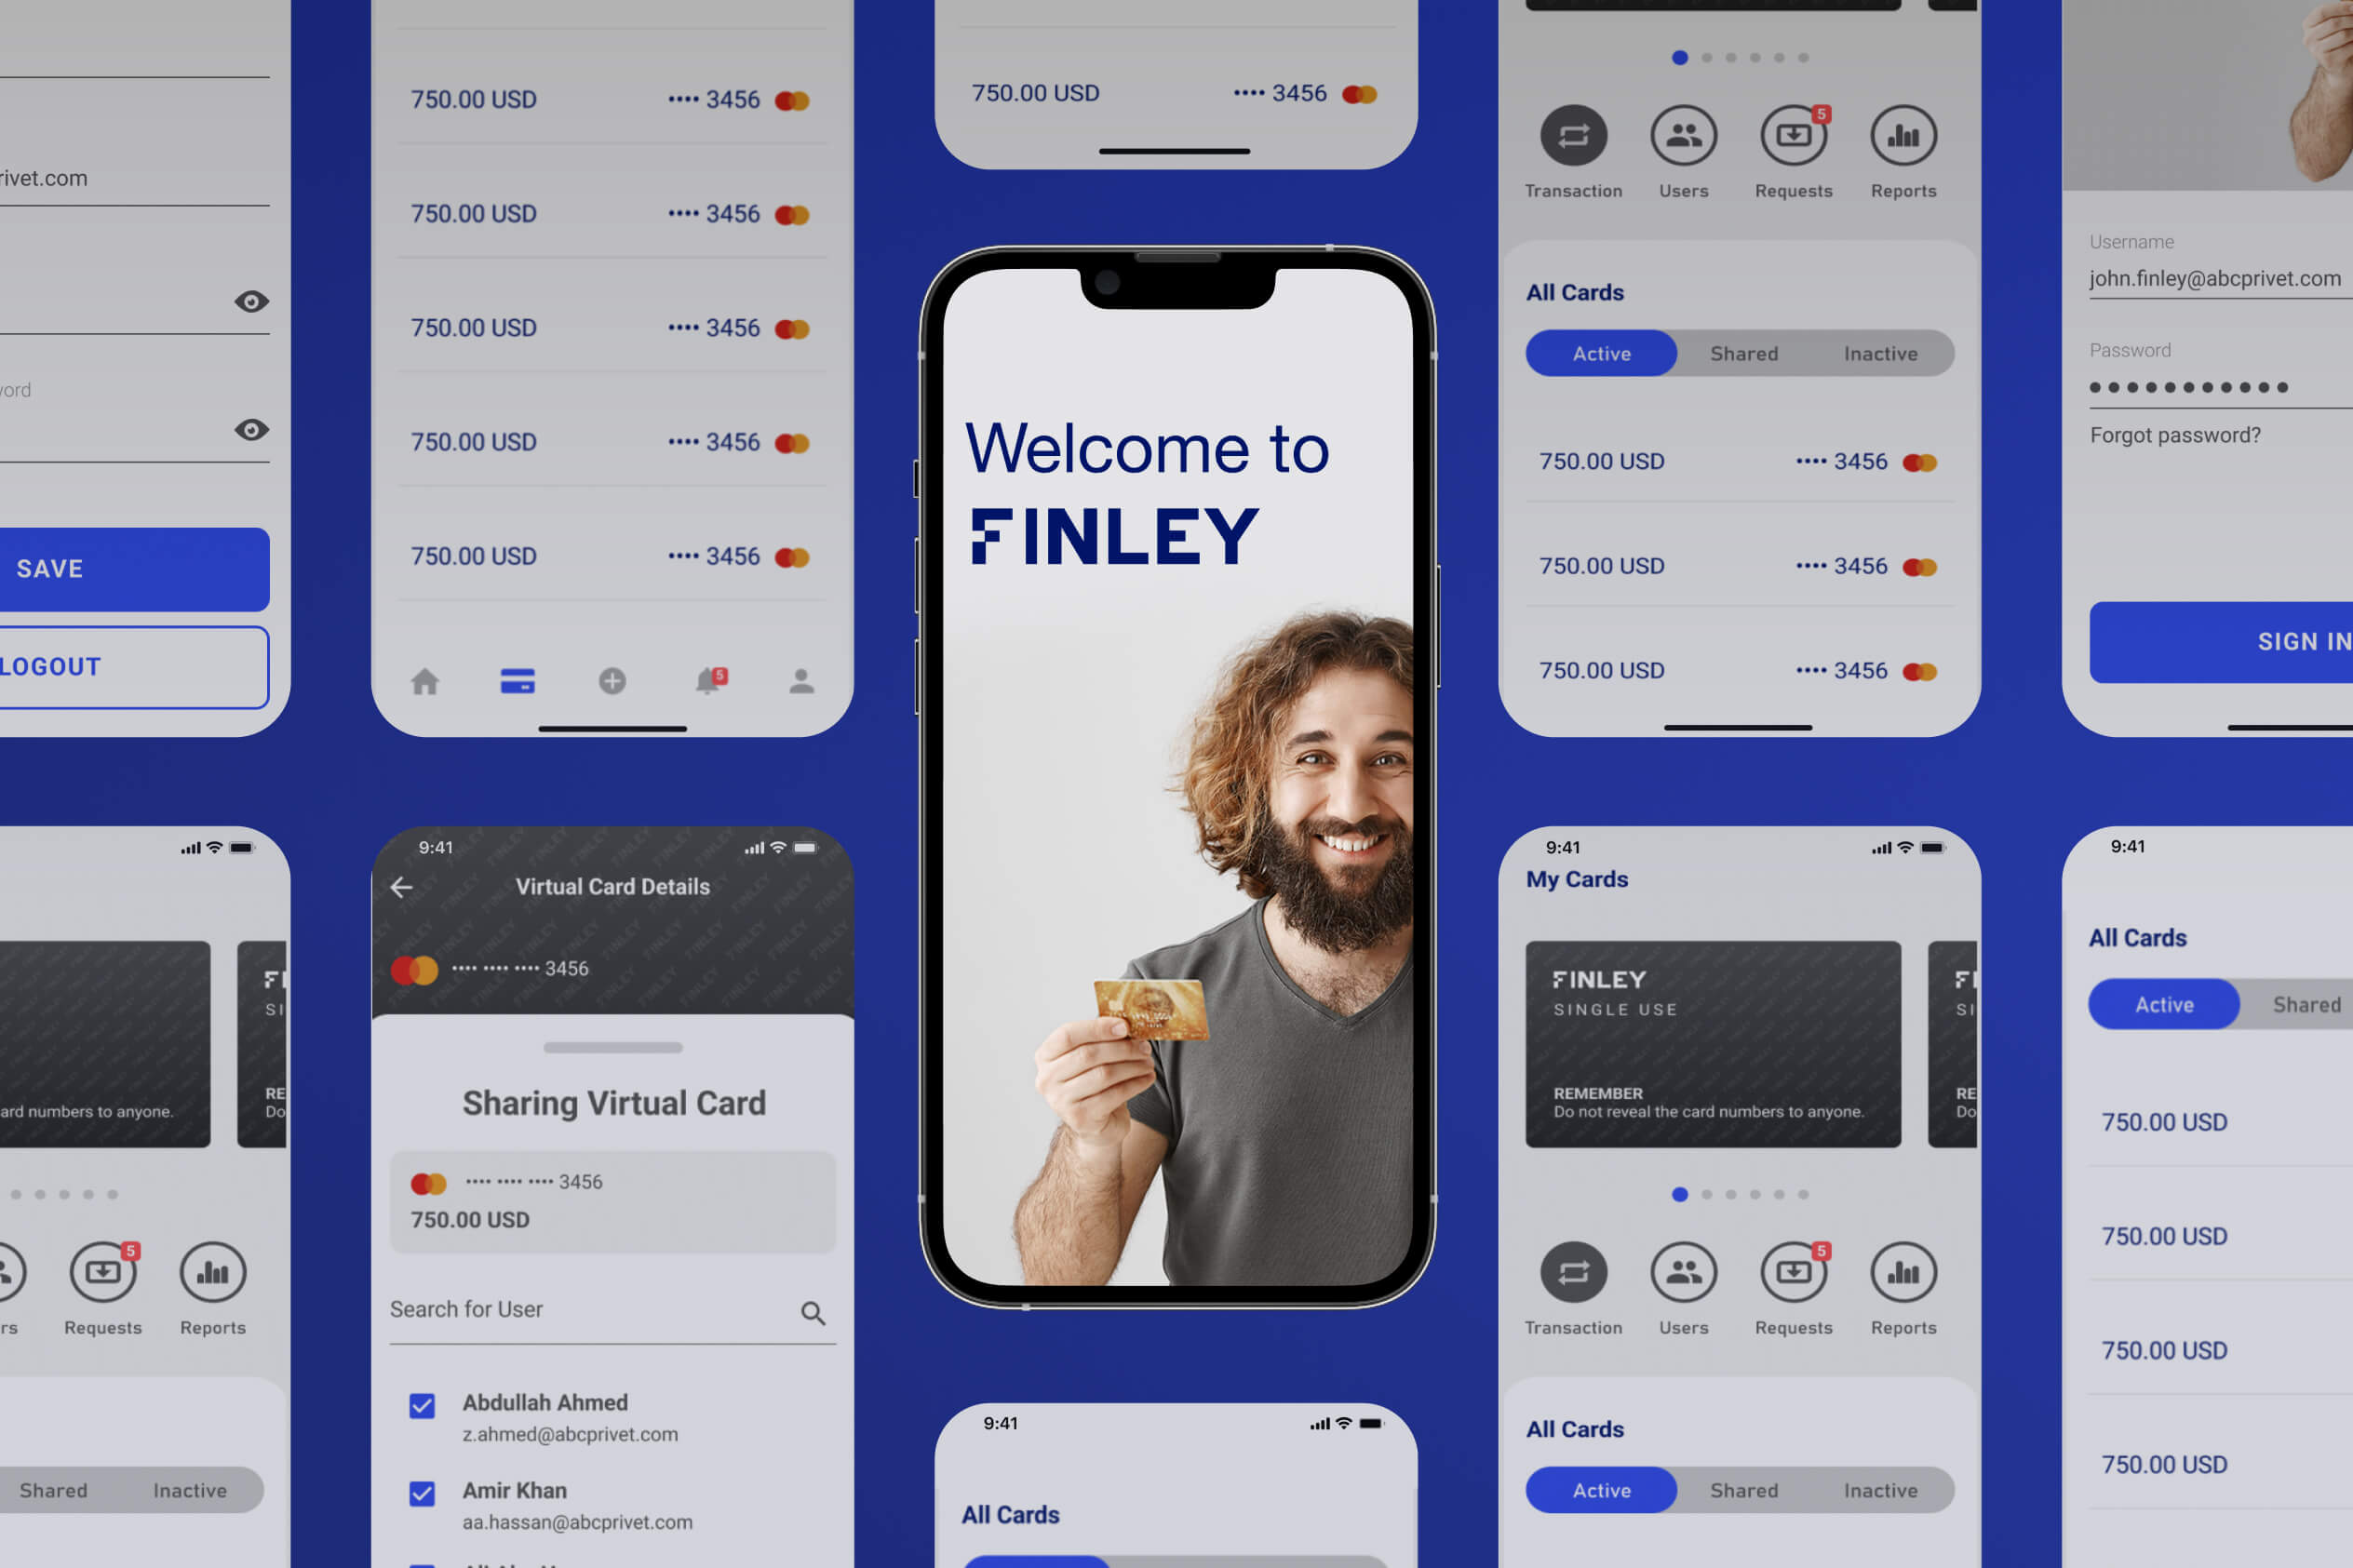 rivet.com
ord
SAVE
LOGOUT
750.00 USD •••• 3456
750.00 USD •••• 3456
750.00 USD •••• 3456
750.00 USD •••• 3456
750.00 USD •••• 3456
5
750.00 USD •••• 3456
Welcome to
FINLEY
5
Transaction Users Requests Reports
All Cards
Active Shared Inactive
750.00 USD •••• 3456
750.00 USD •••• 3456
750.00 USD •••• 3456
Username
john.finley@abcprivet.com
Password
Forgot password?
SIGN IN
FI
SI
RE
ard numbers to anyone. Do
5
rs Requests Reports
Shared Inactive
9:41
Virtual Card Details
•••• •••• •••• 3456
Sharing Virtual Card
•••• •••• •••• 3456
750.00 USD
Search for User
Abdullah Ahmed
z.ahmed@abcprivet.com
Amir Khan
aa.hassan@abcprivet.com
9:41
All Cards
9:41
My Cards
FINLEY FI
SINGLE USE SI
REMEMBER RE
Do not reveal the card numbers to anyone. Do
5
Transaction Users Requests Reports
All Cards
Active Shared Inactive
9:41
All Cards
Active Shared
750.00 USD
750.00 USD
750.00 USD
750.00 USD